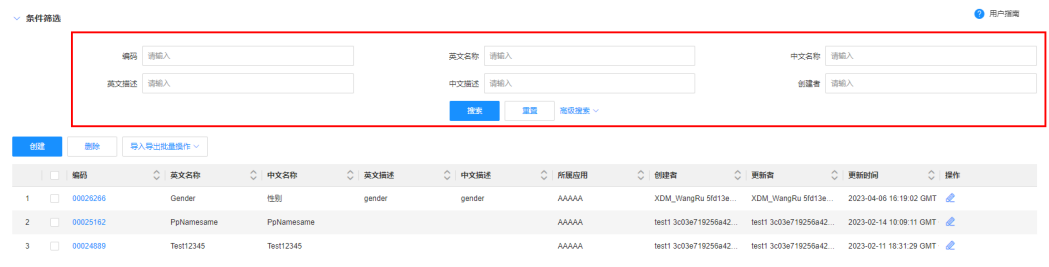 条件筛选 用户指南
编码 请输入 英文名称 请输入 中文名称 请输入
英文描述 请输入 中文描述 请输入 创建者 请输入
搜索 重置 高级搜索
创建 删除 导入导出批量操作
编码 英文名称 中文名称 英文描述 中文描述 所属应用 创建者 更新者 更新时间 操作
1 00026266 Gender 性别 gender gender AAAAA XDM_WangRu 5fd13e... XDM_WangRu 5fd13e... 2023-04-06 16:19:02 GMT
2 00025162 PpNamesame PpNamesame AAAAA test1 3c03e719256a42... test1 3c03e719256a42... 2023-02-14 10:09:11 GMT
3 00024889 Test12345 Test12345 AAAAA test1 3c03e719256a42... test1 3c03e719256a42... 2023-02-11 18:31:29 GMT